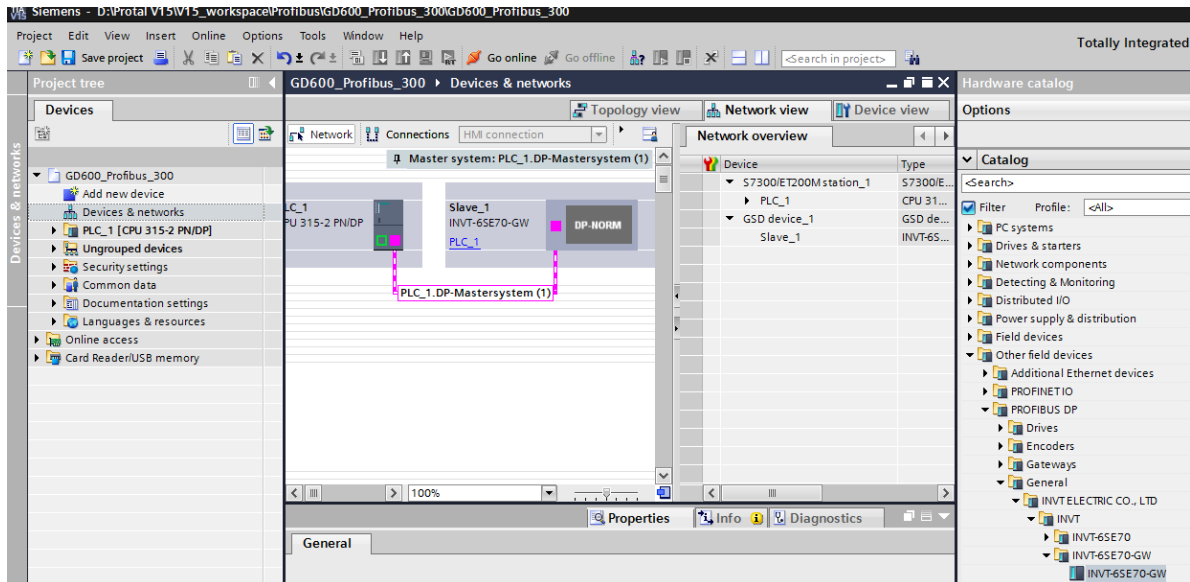 Siemens - D:\Protal V15\V15_workspace\Profibus\GD600_Profibus_300\GD600_Profibus_300
Project Edit View Insert Online Options Tools Window Help
Totally Integrated
Save project Go online Go offline <Search in project>
Project tree
GD600_Profibus_300 Devices & networks
Hardware catalog
Devices
Topology view Network view Device view
Options
Network Connections HMI connection
Network overview
Master system: PLC_1.DP-Mastersystem (1)
Devices & networks
GD600_Profibus_300
Add new device
Devices & networks
PLC_1 [CPU 315-2 PN/DP]
Ungrouped devices
Security settings
Common data
Documentation settings
Languages & resources
Online access
Card Reader/USB memory
LC_1
PU 315-2 PN/DP
Slave_1
INVT-6SE70-GW
PLC_1
DP-NORM
PLC_1.DP-Mastersystem (1)
100%
Device Type
S7300/ET200M station_1 S7300/E...
PLC_1 CPU 31...
GSD device_1 GSD de...
Slave_1 INVT-6S...
Properties Info Diagnostics
General
Catalog
<Search>
Filter Profile: <All>
PC systems
Drives & starters
Network components
Detecting & Monitoring
Distributed I/O
Power supply & distribution
Field devices
Other field devices
Additional Ethernet devices
PROFINET IO
PROFIBUS DP
Drives
Encoders
Gateways
General
INVT ELECTRIC CO., LTD
INVT
INVT-6SE70
INVT-6SE70-GW
INVT-6SE70-GW